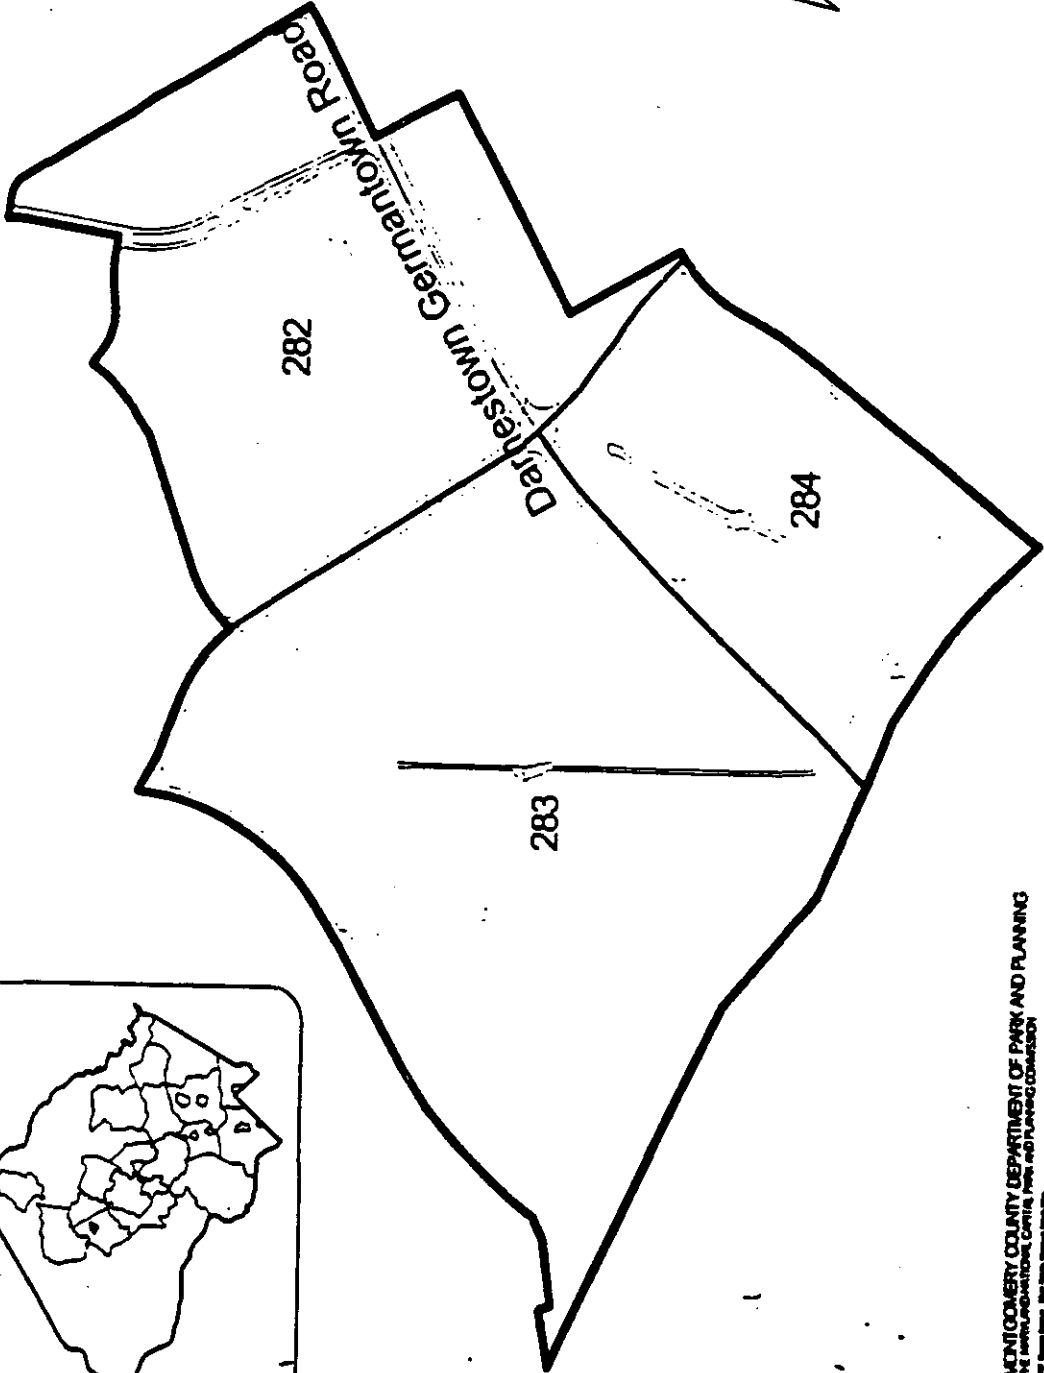 Darnestown Germantown Road
282
284
283
MONTGOMERY COUNTY DEPARTMENT OF PARK AND PLANNING
THE MARYLAND-NATIONAL CAPITAL PARK AND PLANNING COMMISSION